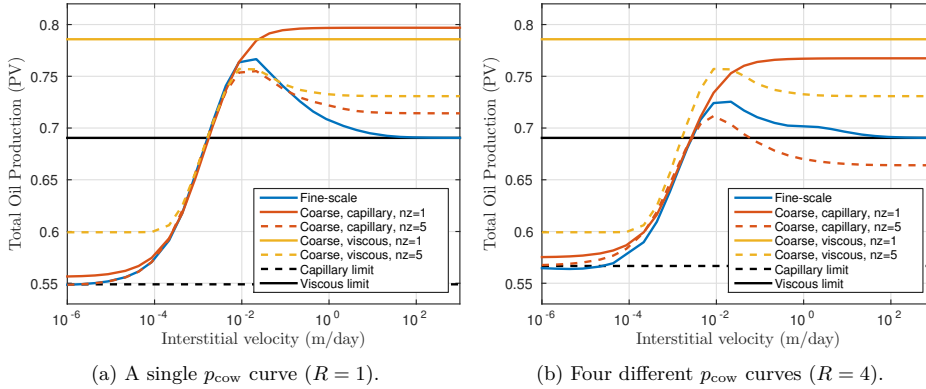 Total Oil Production (PV)
0.8
0.75
0.7
0.65
0.6
0.55
Fine-scale
Coarse, capillary, nz=1
Coarse, capillary, nz=5
Coarse, viscous, nz=1
Coarse, viscous, nz=5
Capillary limit
Viscous limit
10^-6 10^-4 10^-2 10^0 10^2
Interstitial velocity (m/day)
(a) A single p_cow curve (R = 1).
Total Oil Production (PV)
0.8
0.75
0.7
0.65
0.6
0.55
Fine-scale
Coarse, capillary, nz=1
Coarse, capillary, nz=5
Coarse, viscous, nz=1
Coarse, viscous, nz=5
Capillary limit
Viscous limit
10^-6 10^-4 10^-2 10^0 10^2
Interstitial velocity (m/day)
(b) Four different p_cow curves (R = 4).